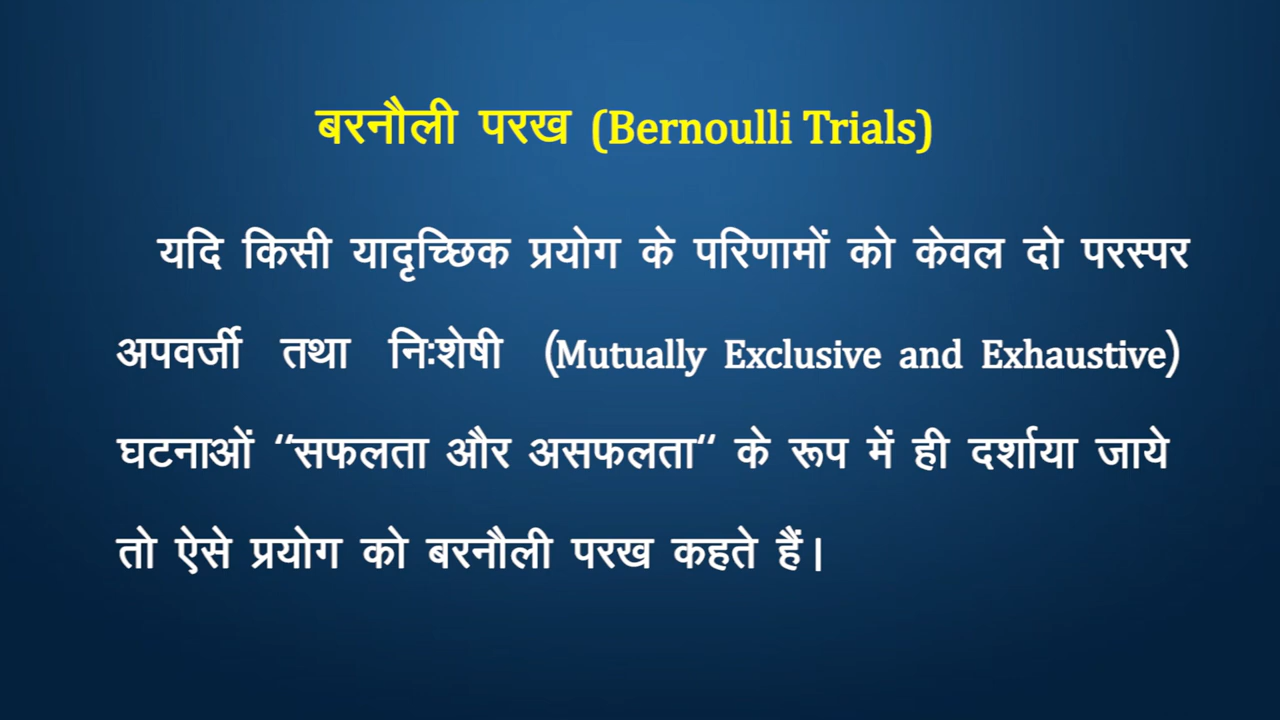 बरनौली परख (Bernoulli Trials)
यदि किसी यादृच्छिक प्रयोग के परिणामों को केवल दो परस्पर
अपवर्जी तथा निःशेषी (Mutually Exclusive and Exhaustive)
घटनाओं “सफलता और असफलता“ के रूप में ही दर्शाया जाये
तो ऐसे प्रयोग को बरनौली परख कहते हैं।